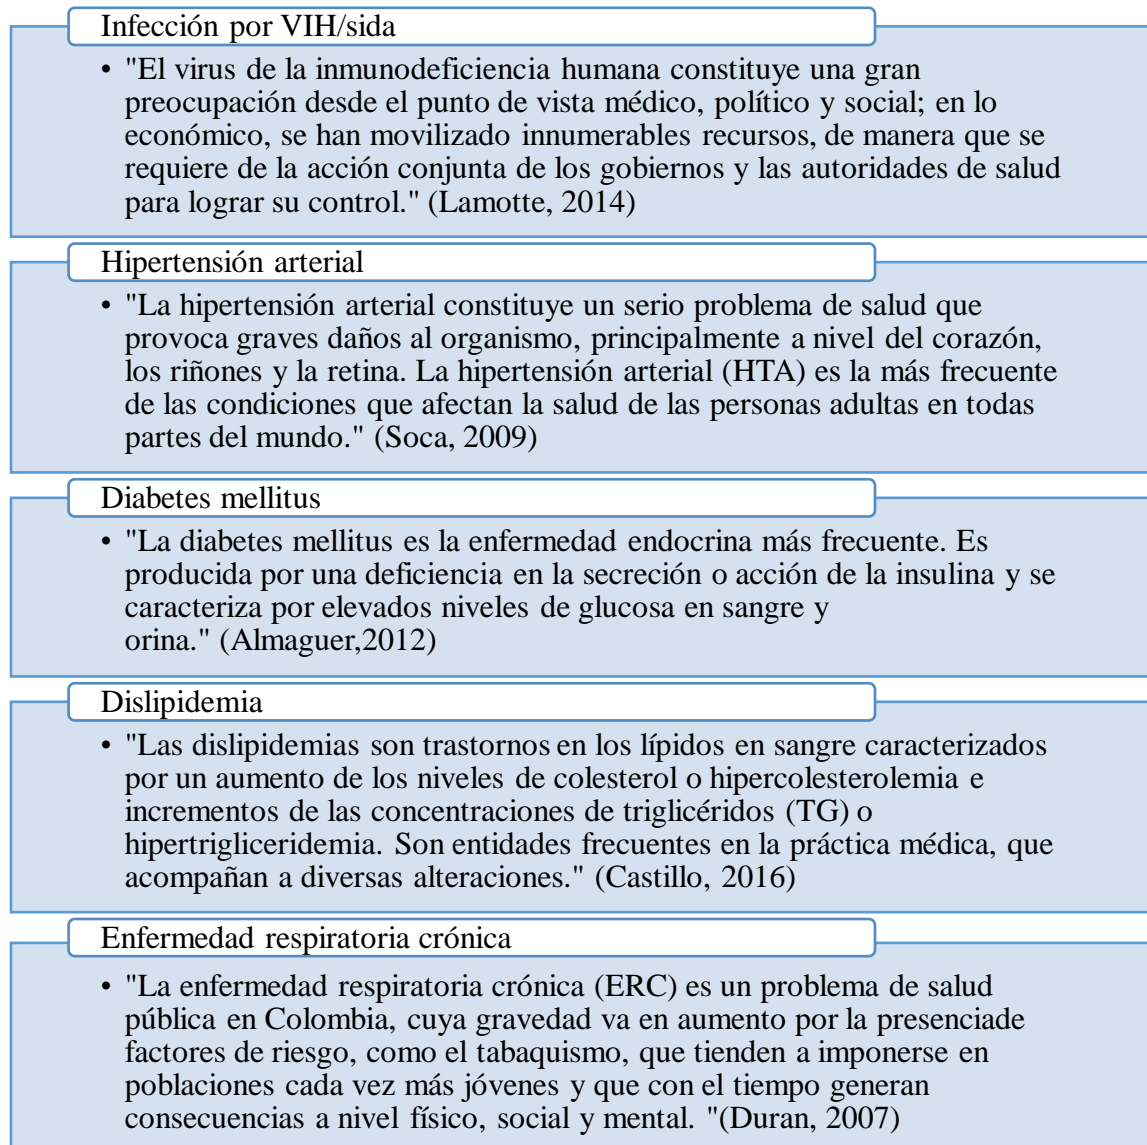 Infección por VIH/sida
• "El virus de la inmunodeficiencia humana constituye una gran
preocupación desde el punto de vista médico, político y social; en lo
económico, se han movilizado innumerables recursos, de manera que se
requiere de la acción conjunta de los gobiernos y las autoridades de salud
para lograr su control." (Lamotte, 2014)
Hipertensión arterial
• "La hipertensión arterial constituye un serio problema de salud que
provoca graves daños al organismo, principalmente a nivel del corazón,
los riñones y la retina. La hipertensión arterial (HTA) es la más frecuente
de las condiciones que afectan la salud de las personas adultas en todas
partes del mundo." (Soca, 2009)
Diabetes mellitus
• "La diabetes mellitus es la enfermedad endocrina más frecuente. Es
producida por una deficiencia en la secreción o acción de la insulina y se
caracteriza por elevados niveles de glucosa en sangre y
orina." (Almaguer,2012)
Dislipidemia
• "Las dislipidemias son trastornos en los lípidos en sangre caracterizados
por un aumento de los niveles de colesterol o hipercolesterolemia e
incrementos de las concentraciones de triglicéridos (TG) o
hipertrigliceridemia. Son entidades frecuentes en la práctica médica, que
acompañan a diversas alteraciones." (Castillo, 2016)
Enfermedad respiratoria crónica
• "La enfermedad respiratoria crónica (ERC) es un problema de salud
pública en Colombia, cuya gravedad va en aumento por la presenciade
factores de riesgo, como el tabaquismo, que tienden a imponerse en
poblaciones cada vez más jóvenes y que con el tiempo generan
consecuencias a nivel físico, social y mental. "(Duran, 2007)